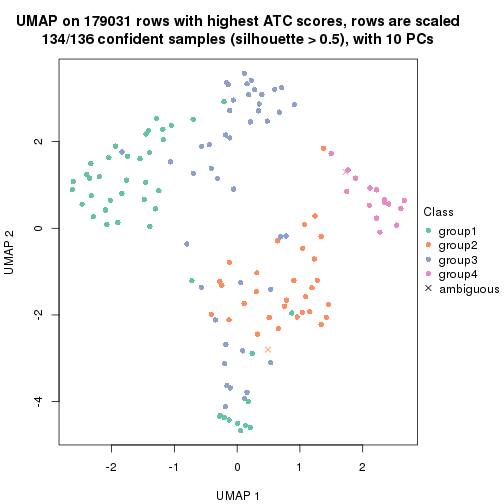 UMAP on 179031 rows with highest ATC scores, rows are scaled
134/136 confident samples (silhouette > 0.5), with 10 PCs
2
0
-2
-4
UMAP 2
-2
-1
0
1
2
UMAP 1
Class
group1
group2
group3
group4
ambiguous